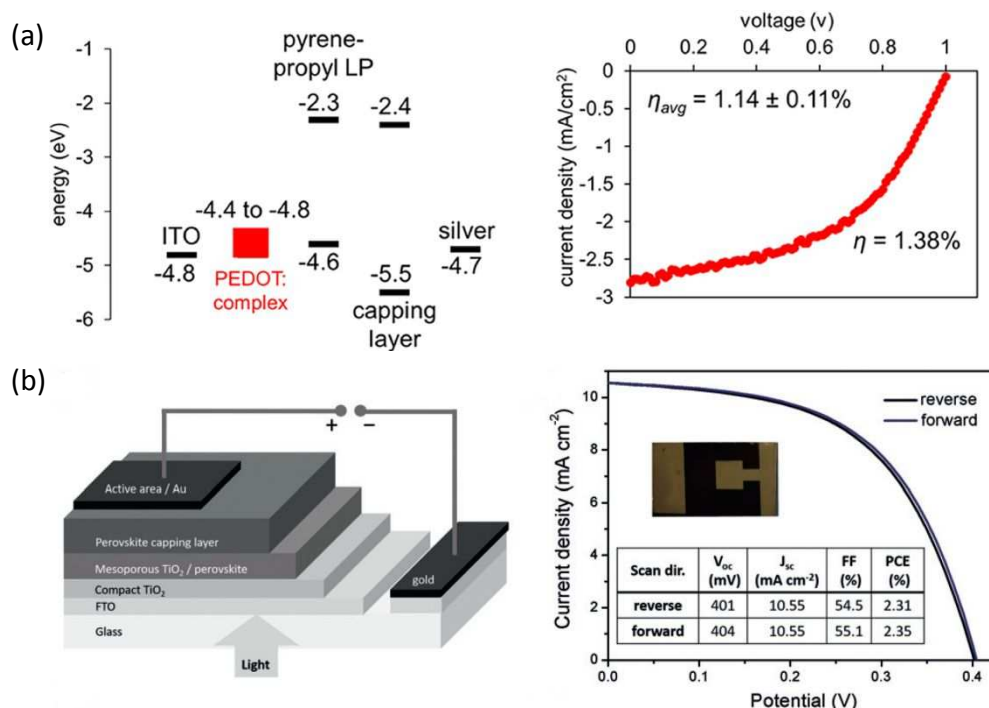 (a)
energy (eV)
-1
-2
-3
-4
-5
-6
pyrene-
propyl LP
-2.3
-2.4
-4.4 to -4.8
ITO
-4.8
PEDOT:
complex
-4.6
silver
-4.7
-5.5
capping
layer
voltage (v)
0 0.2 0.4 0.6 0.8 1
current density (mA/cm²)
0
-0.5
-1
-1.5
-2
-2.5
-3
ηavg = 1.14 ± 0.11%
η = 1.38%
(b)
+ −
Active area / Au
Perovskite capping layer
Mesoporous TiO₂ / perovskite
Compact TiO₂
FTO
Glass
gold
Light
Current density (mA cm⁻²)
10
8
6
4
2
0
reverse
forward
Scan dir. Voc (mV) Jsc (mA cm⁻²) FF (%) PCE (%)
reverse 401 10.55 54.5 2.31
forward 404 10.55 55.1 2.35
0.0 0.1 0.2 0.3 0.4
Potential (V)